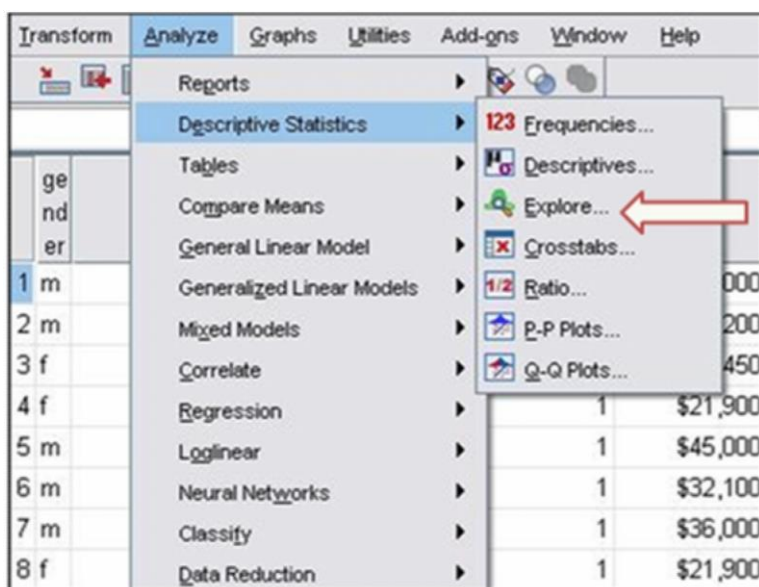 Transform Analyze Graphs Utilities Add-ons Window Help
Reports
Descriptive Statistics
Tables
Compare Means
General Linear Model
Generalized Linear Models
Mixed Models
Correlate
Regression
Loglinear
Neural Networks
Classify
Data Reduction
123 Frequencies...
μ σ Descriptives...
Explore...
Crosstabs...
1/2 Ratio...
P-P Plots...
Q-Q Plots...
ge
nd
er
1 m 000
2 m 200
3 f 450
4 f 1 $21,900
5 m 1 $45,000
6 m 1 $32,100
7 m 1 $36,000
8 f 1 $21,900